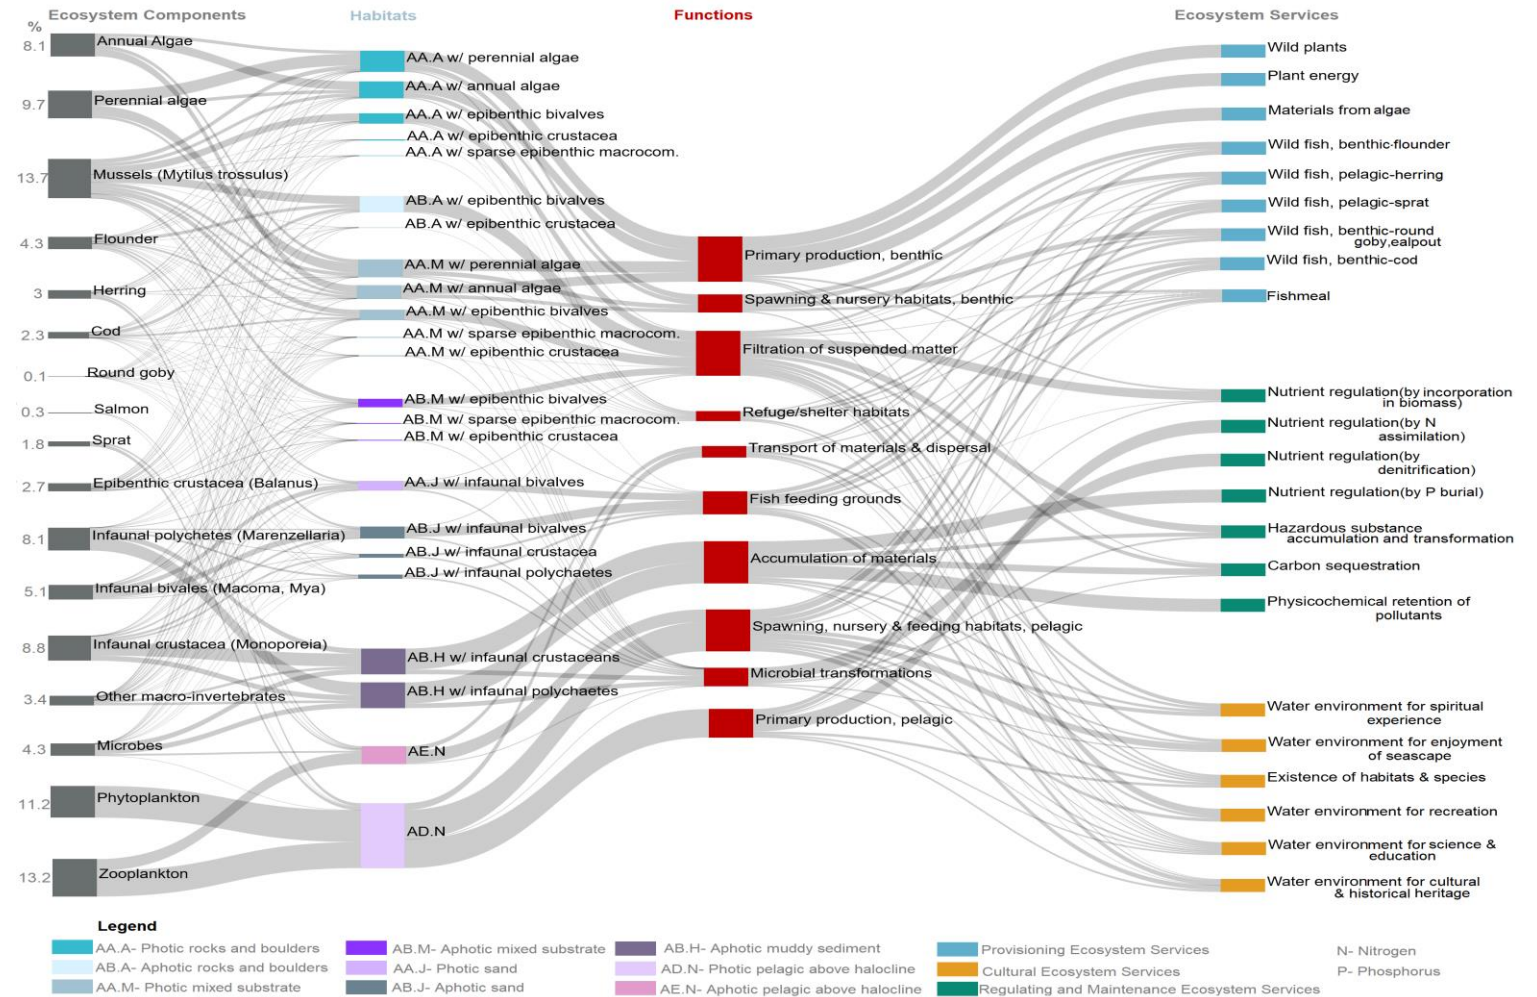 Ecosystem Components
Habitats
Functions
Ecosystem Services
%
8.1
Annual Algae
9.7
Perennial algae
13.7
Mussels (Mytilus trossulus)
4.3
Flounder
3
Herring
2.3
Cod
0.1
Round goby
0.3
Salmon
1.8
Sprat
2.7
Epibenthic crustacea (Balanus)
8.1
Infaunal polychetes (Marenzellaria)
5.1
Infaunal bivales (Macoma, Mya)
8.8
Infaunal crustacea (Monoporeia)
3.4
Other macro-invertebrates
4.3
Microbes
11.2
Phytoplankton
13.2
Zooplankton
AA.A w/ perennial algae
AA.A w/ annual algae
AA.A w/ epibenthic bivalves
AA.A w/ epibenthic crustacea
AA.A w/ sparse epibenthic macrocom.
AB.A w/ epibenthic bivalves
AB.A w/ epibenthic crustacea
AA.M w/ perennial algae
AA.M w/ annual algae
AA.M w/ epibenthic bivalves
AA.M w/ sparse epibenthic macrocom.
AA.M w/ epibenthic crustacea
AB.M w/ epibenthic bivalves
AB.M w/ sparse epibenthic macrocom.
AB.M w/ epibenthic crustacea
AA.J w/ infaunal bivalves
AB.J w/ infaunal bivalves
AB.J w/ infaunal crustacea
AB.J w/ infaunal polychaetes
AB.H w/ infaunal crustaceans
AB.H w/ infaunal polychaetes
AE.N
AD.N
Primary production, benthic
Spawning & nursery habitats, benthic
Filtration of suspended matter
Refuge/shelter habitats
Transport of materials & dispersal
Fish feeding grounds
Accumulation of materials
Spawning, nursery & feeding habitats, pelagic
Microbial transformations
Primary production, pelagic
Wild plants
Plant energy
Materials from algae
Wild fish, benthic-flounder
Wild fish, pelagic-herring
Wild fish, pelagic-sprat
Wild fish, benthic-round
goby,ealpout
Wild fish, benthic-cod
Fishmeal
Nutrient regulation(by incorporation
in biomass)
Nutrient regulation(by N
assimilation)
Nutrient regulation(by
denitrification)
Nutrient regulation(by P burial)
Hazardous substance
accumulation and transformation
Carbon sequestration
Physicochemical retention of
pollutants
Water environment for spiritual
experience
Water environment for enjoyment
of seascape
Existence of habitats & species
Water environment for recreation
Water environment for science &
education
Water environment for cultural
& historical heritage
Legend
AA.A- Photic rocks and boulders
AB.A- Aphotic rocks and boulders
AA.M- Photic mixed substrate
AB.M- Aphotic mixed substrate
AA.J- Photic sand
AB.J- Aphotic sand
AB.H- Aphotic muddy sediment
AD.N- Photic pelagic above halocline
AE.N- Aphotic pelagic above halocline
Provisioning Ecosystem Services
Cultural Ecosystem Services
Regulating and Maintenance Ecosystem Services
N- Nitrogen
P- Phosphorus